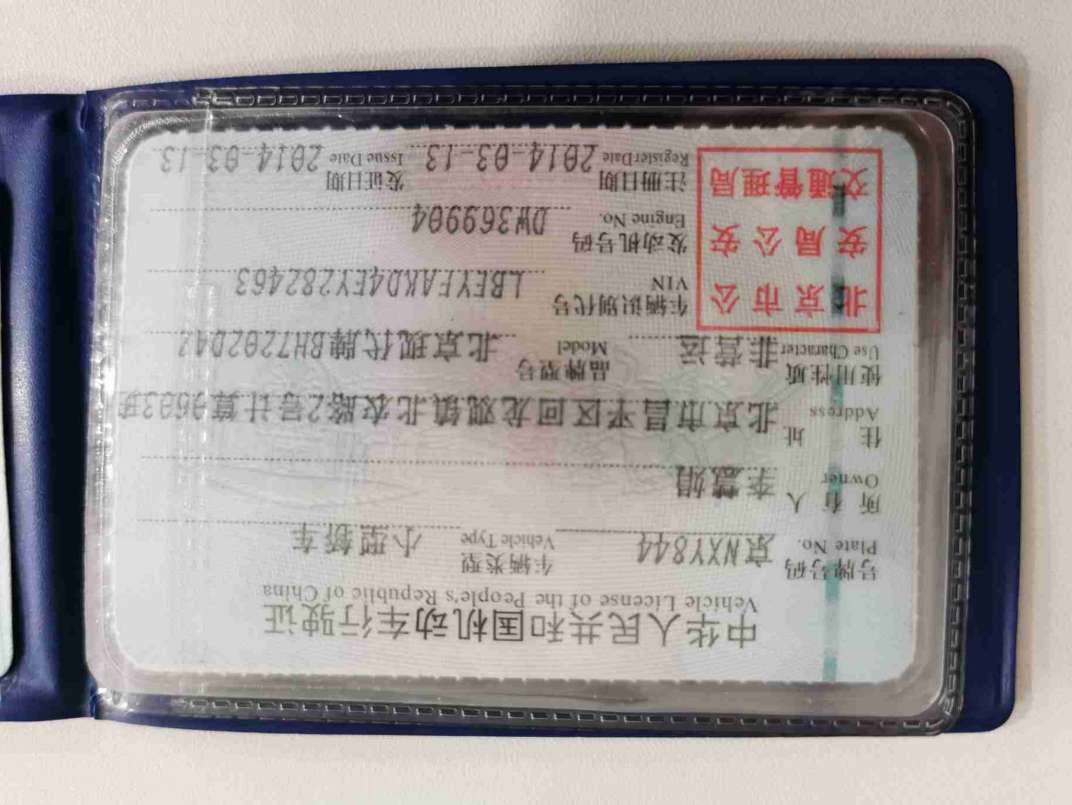 中华人民共和国机动车行驶证
Vehicle License of the People's Republic of China
号牌号码 Plate No. 京NXY844 车辆类型 Vehicle Type 小型轿车
所有人 Owner 李慧娟
住址 Address 北京市昌平区回龙观镇北农路2号计算0603班
使用性质 Use Character 非营运 品牌型号 Model 北京现代牌
北京市公 车辆识别代号 VIN LBEYFAKD4EY282463
安局公安 发动机号码 Engine No. DW369904
交通管理局 注册日期 Register Date 2014-03-13 发证日期 Issue Date 2014-03-13